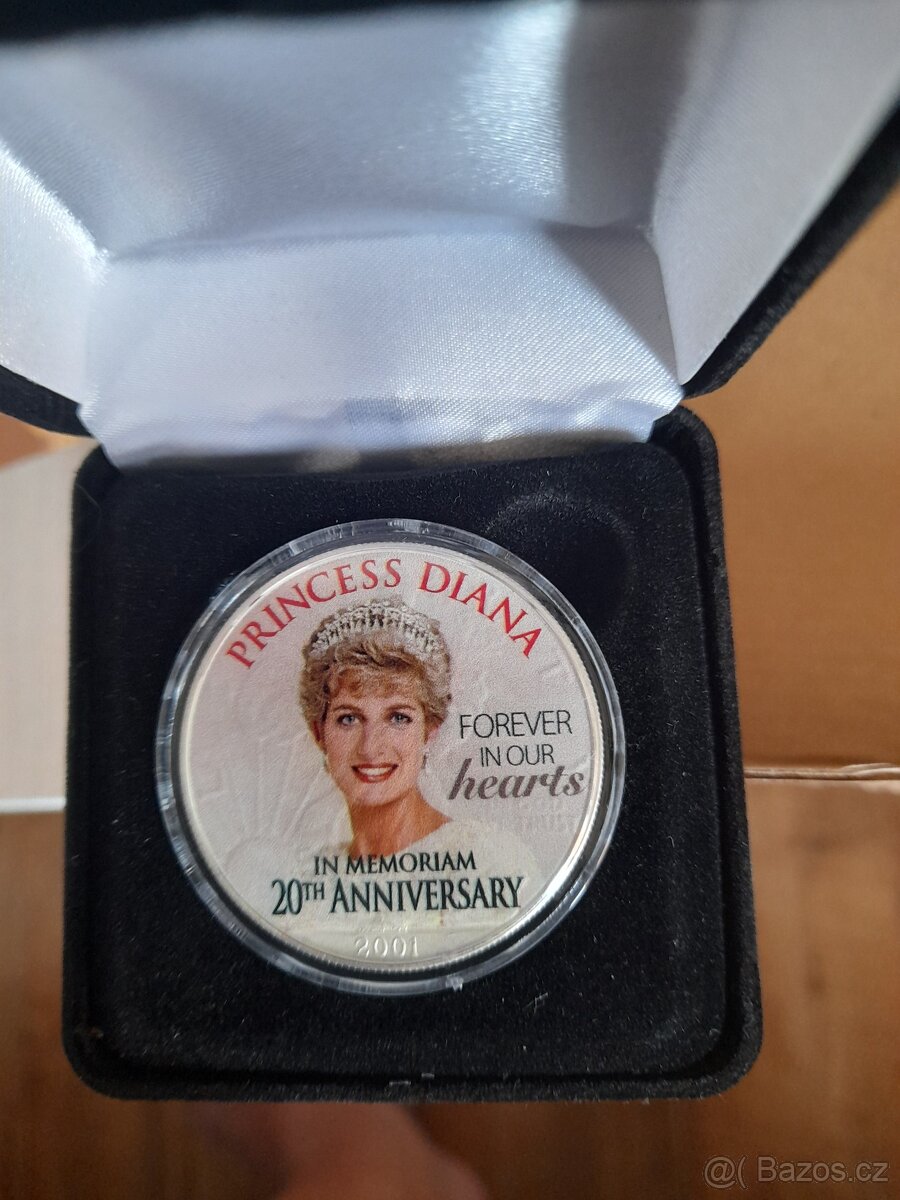 PRINCESS DIANA
FOREVER
IN OUR
hearts
IN MEMORIAM
20TH ANNIVERSARY
2001
@( Bazos.cz